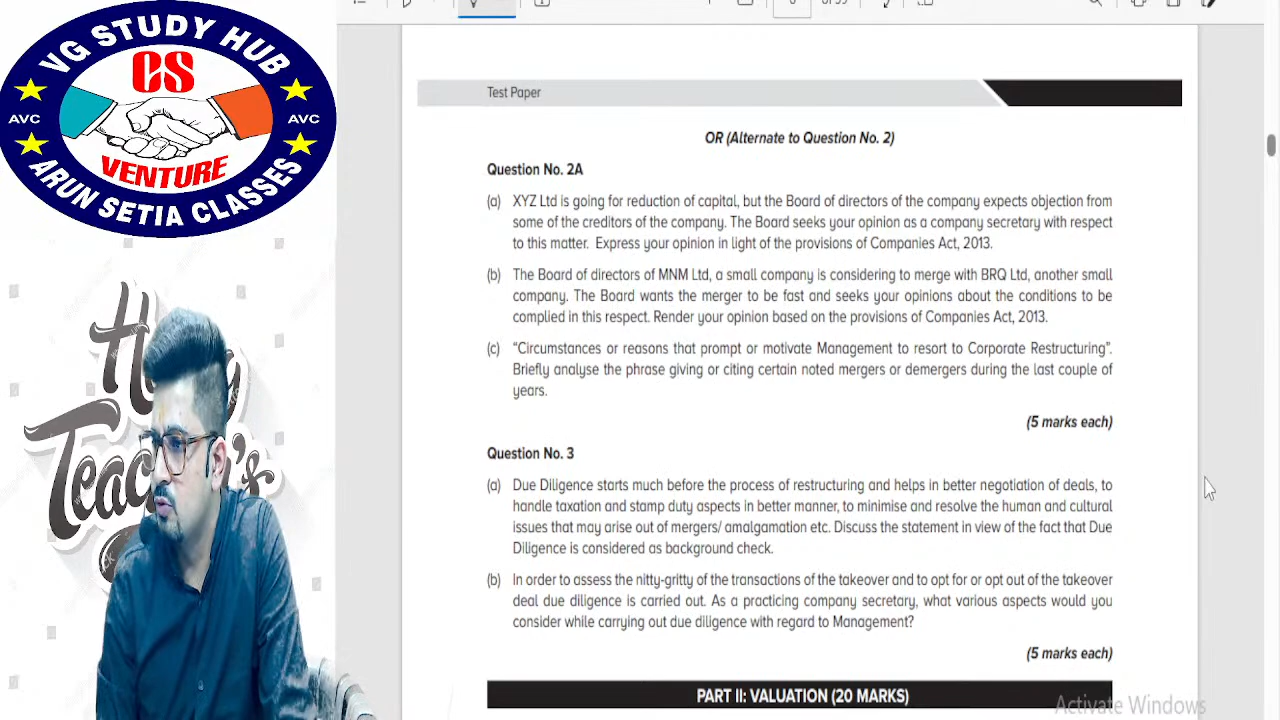 VG STUDY HUB
CS
AVC
AVC
VENTURE
ARUN SETIA CLASSES
Test Paper
OR (Alternate to Question No. 2)
Question No. 2A
(a) XYZ Ltd is going for reduction of capital, but the Board of directors of the company expects objection from
some of the creditors of the company. The Board seeks your opinion as a company secretary with respect
to this matter. Express your opinion in light of the provisions of Companies Act, 2013.
(b) The Board of directors of MNM Ltd, a small company is considering to merge with BRQ Ltd, another small
company. The Board wants the merger to be fast and seeks your opinions about the conditions to be
complied in this respect. Render your opinion based on the provisions of Companies Act, 2013.
(c) “Circumstances or reasons that prompt or motivate Management to resort to Corporate Restructuring”.
Briefly analyse the phrase giving or citing certain noted mergers or demergers during the last couple of
years.
(5 marks each)
Question No. 3
(a) Due Diligence starts much before the process of restructuring and helps in better negotiation of deals, to
handle taxation and stamp duty aspects in better manner, to minimise and resolve the human and cultural
issues that may arise out of mergers/ amalgamation etc. Discuss the statement in view of the fact that Due
Diligence is considered as background check.
(b) In order to assess the nitty-gritty of the transactions of the takeover and to opt for or opt out of the takeover
deal due diligence is carried out. As a practicing company secretary, what various aspects would you
consider while carrying out due diligence with regard to Management?
(5 marks each)
PART II: VALUATION (20 MARKS)
Activate Windows